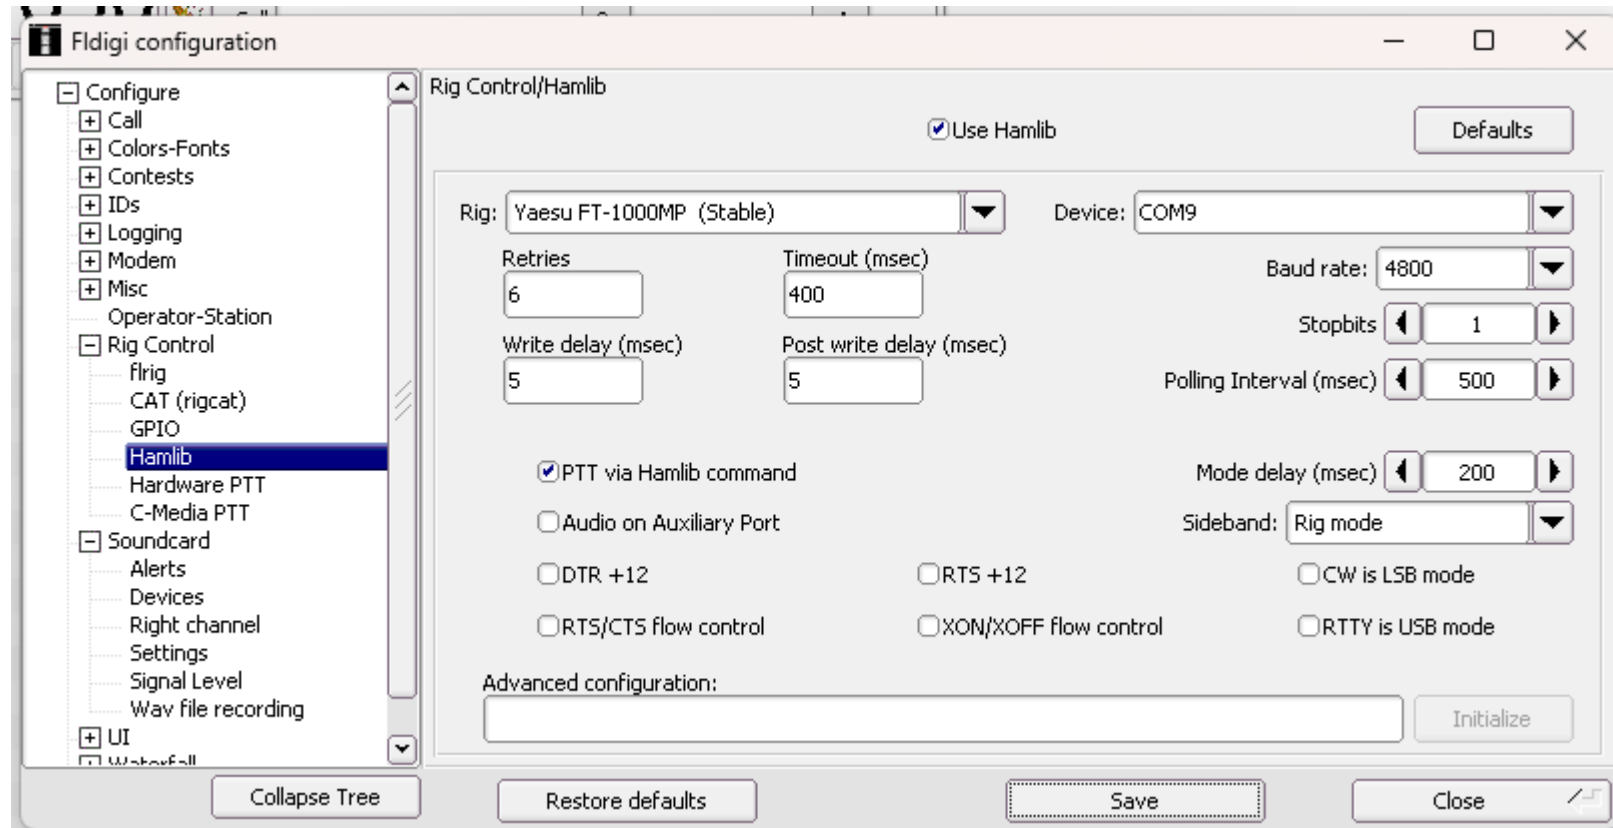 Fldigi configuration
Configure
Call
Colors-Fonts
Contests
IDs
Logging
Modem
Misc
Operator-Station
Rig Control
flrig
CAT (rigcat)
GPIO
Hamlib
Hardware PTT
C-Media PTT
Soundcard
Alerts
Devices
Right channel
Settings
Signal Level
Wav file recording
UI
Waterfall
Collapse Tree
Rig Control/Hamlib
Use Hamlib
Defaults
Rig: Yaesu FT-1000MP (Stable)
Device: COM9
Retries
6
Timeout (msec)
400
Baud rate: 4800
Stopbits 1
Write delay (msec)
5
Post write delay (msec)
5
Polling Interval (msec) 500
PTT via Hamlib command
Mode delay (msec) 200
Audio on Auxiliary Port
Sideband: Rig mode
DTR +12
RTS +12
CW is LSB mode
RTS/CTS flow control
XON/XOFF flow control
RTTY is USB mode
Advanced configuration:
Initialize
Restore defaults
Save
Close